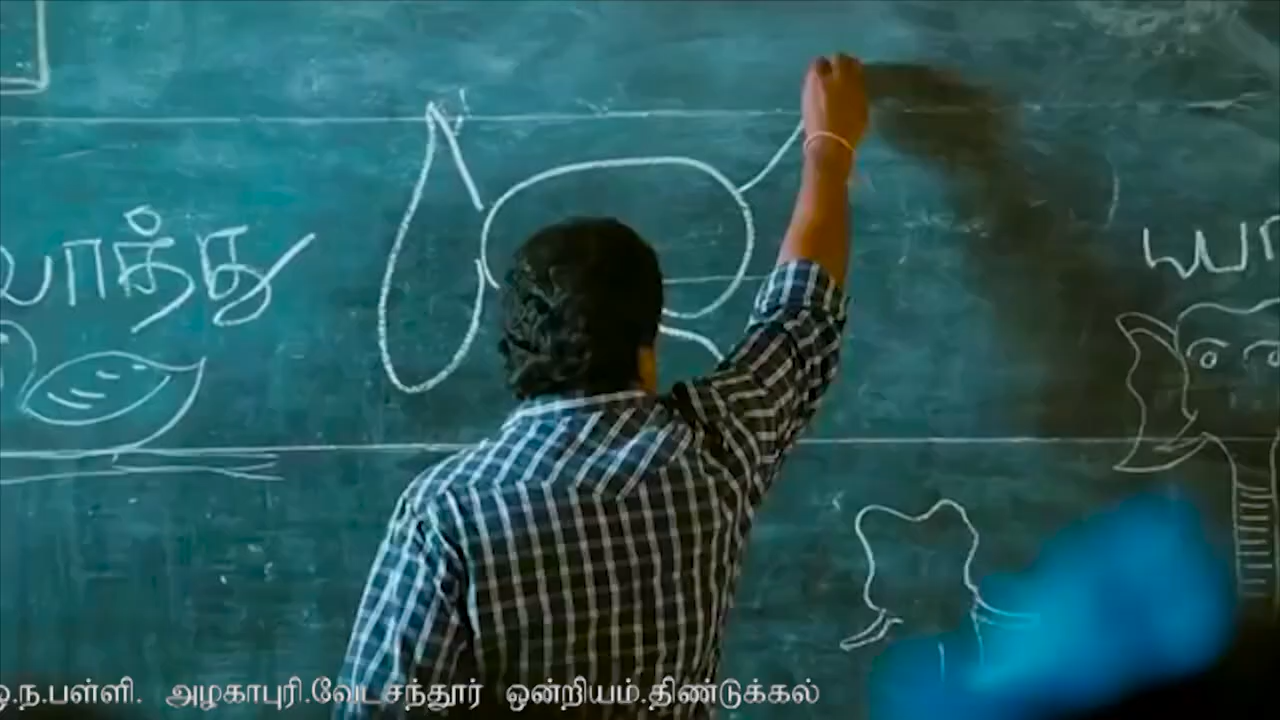 வாத்து
யா
ஒ.ந.பள்ளி. அழகாபுரி.வேடசந்தூர் ஒன்றியம்.திண்டுக்கல்